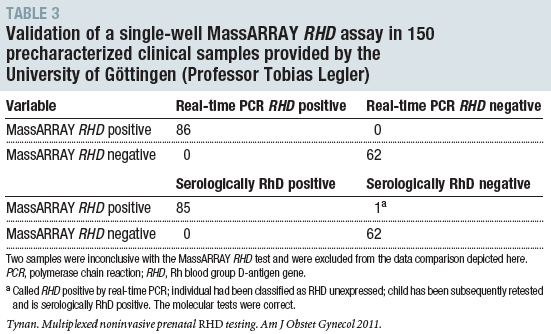 TABLE 3
Validation of a single-well MassARRAY RHD assay in 150
precharacterized clinical samples provided by the
University of Göttingen (Professor Tobias Legler)
Variable Real-time PCR RHD positive Real-time PCR RHD negative
MassARRAY RHD positive 86 0
MassARRAY RHD negative 0 62
Serologically RhD positive Serologically RhD negative
MassARRAY RHD positive 85 1a
MassARRAY RHD negative 0 62
Two samples were inconclusive with the MassARRAY RHD test and were excluded from the data comparison depicted here.
PCR, polymerase chain reaction; RHD, Rh blood group D-antigen gene.
a Called RHD positive by real-time PCR; individual had been classified as RHD unexpressed; child has been subsequently retested
and is serologically RhD positive. The molecular tests were correct.
Tynan. Multiplexed noninvasive prenatal RHD testing. Am J Obstet Gynecol 2011.